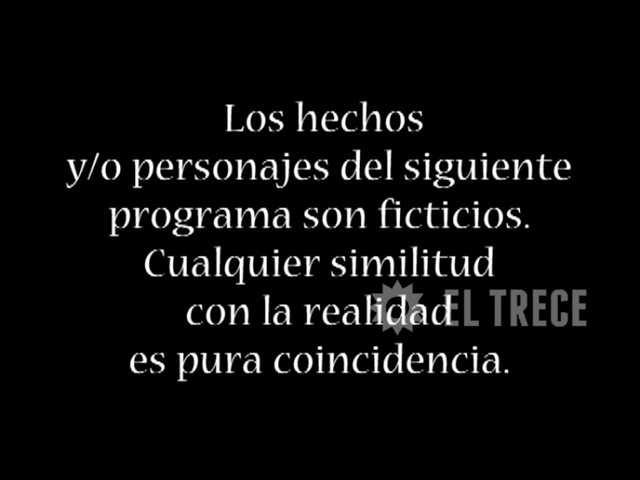 Los hechos
y/o personajes del siguiente
programa son ficticios.
Cualquier similitud
con la realidad
EL TRECE
es pura coincidencia.